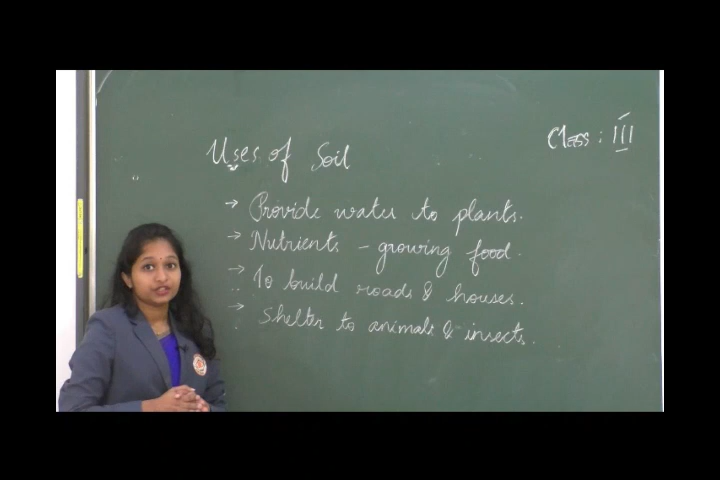 Class : III
Uses of Soil
→ Provide water to plants.
→ Nutrients - growing food.
→ To build roads & houses.
→ Shelter to animals & insects.